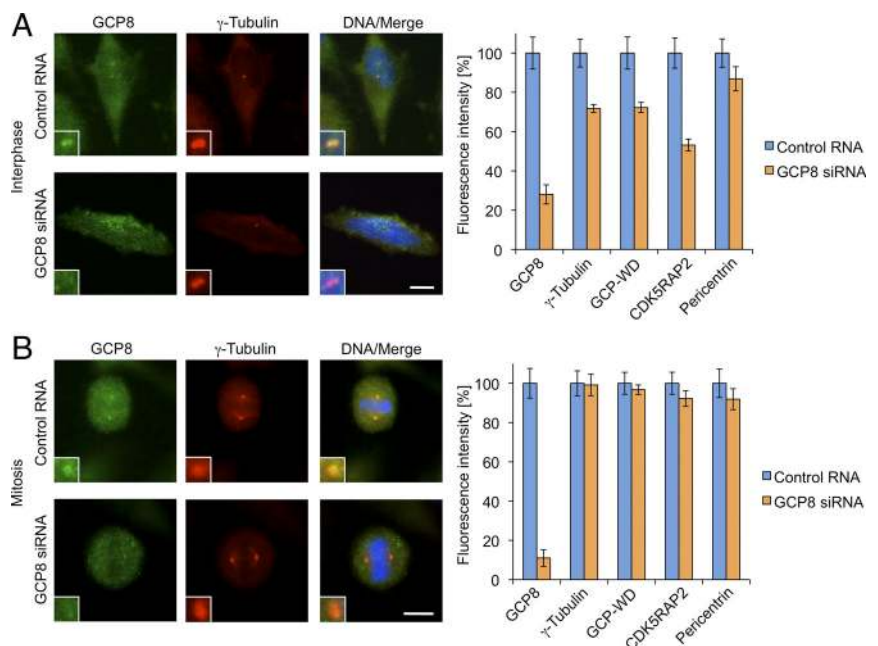 A
GCP8
γ-Tubulin
DNA/Merge
Interphase
Control RNA
GCP8 siRNA
Fluorescence intensity [%]
100
80
60
40
20
0
GCP8
γ-Tubulin
GCP-WD
CDK5RAP2
Pericentrin
Control RNA
GCP8 siRNA
B
GCP8
γ-Tubulin
DNA/Merge
Mitosis
Control RNA
GCP8 siRNA
Fluorescence intensity [%]
100
80
60
40
20
0
GCP8
γ-Tubulin
GCP-WD
CDK5RAP2
Pericentrin
Control RNA
GCP8 siRNA